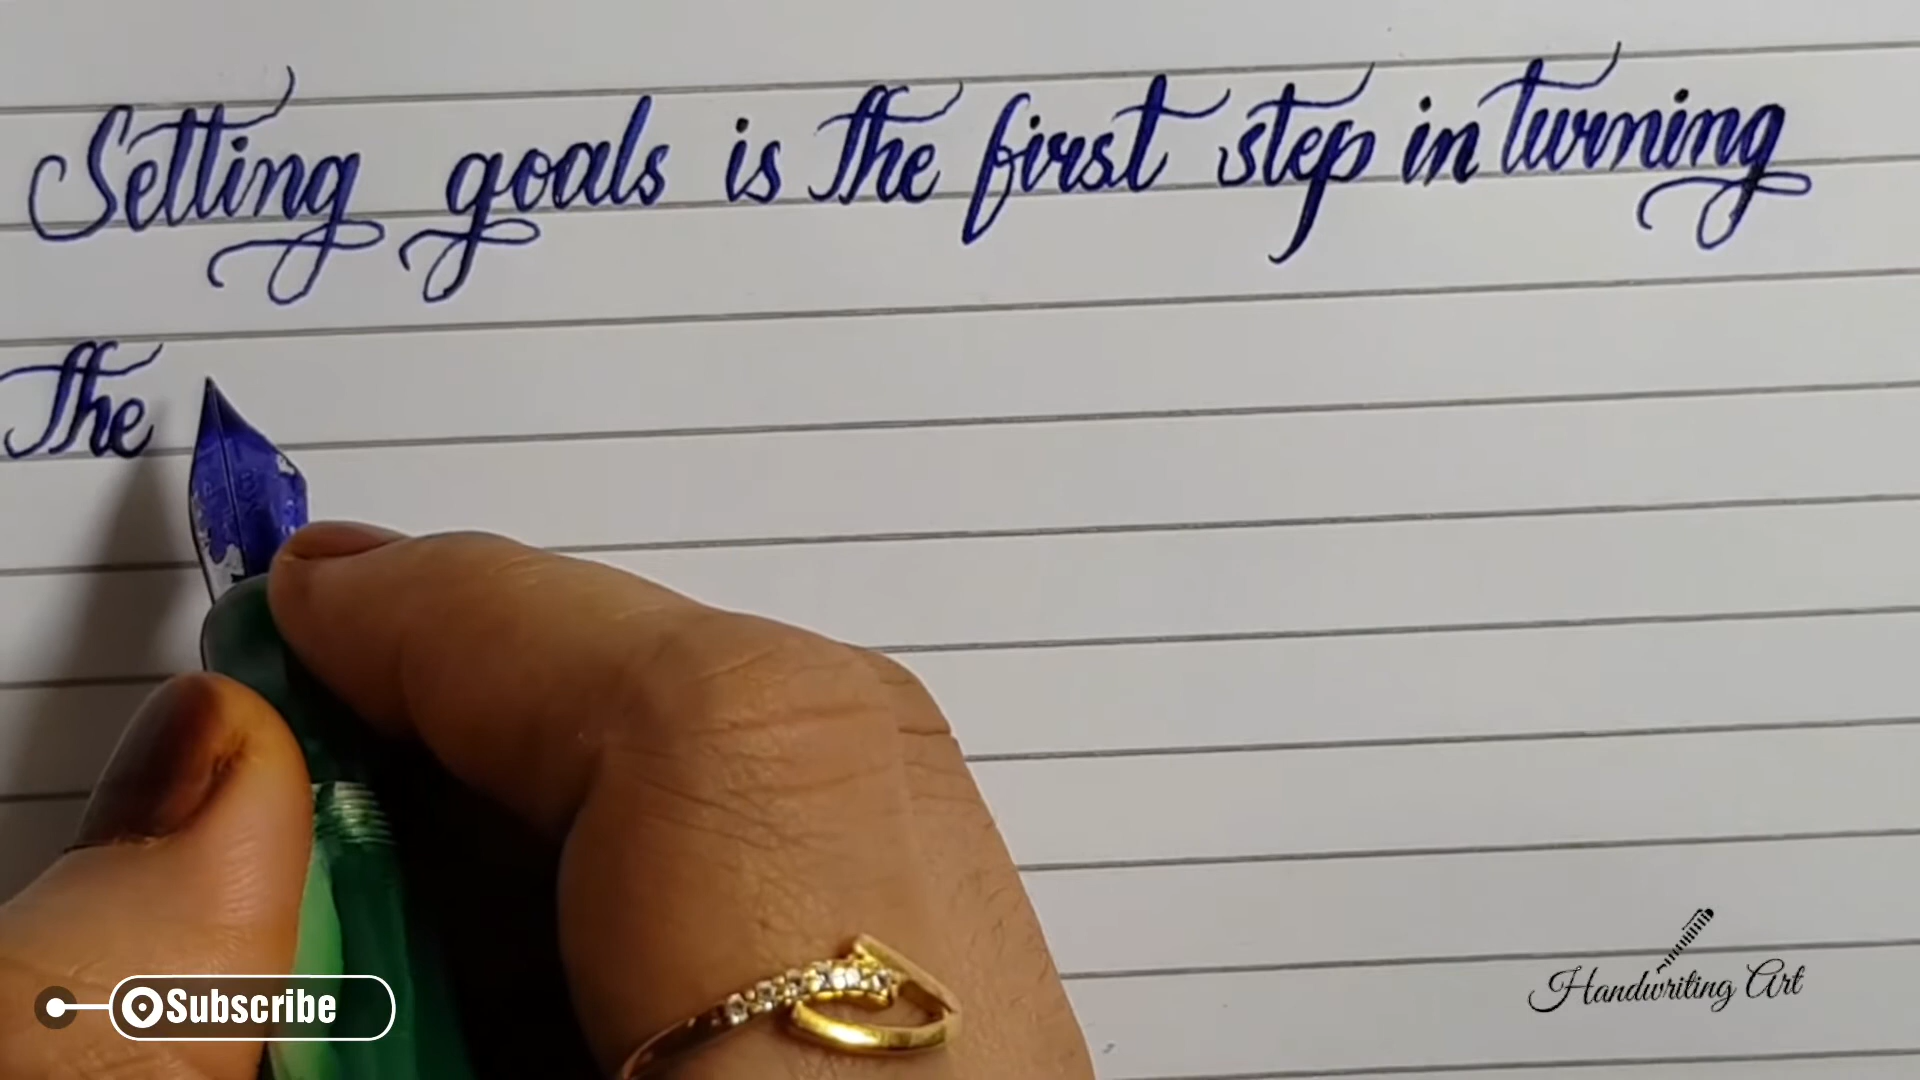 Setting goals is the first step in turning
The
Subscribe
Handwriting Art